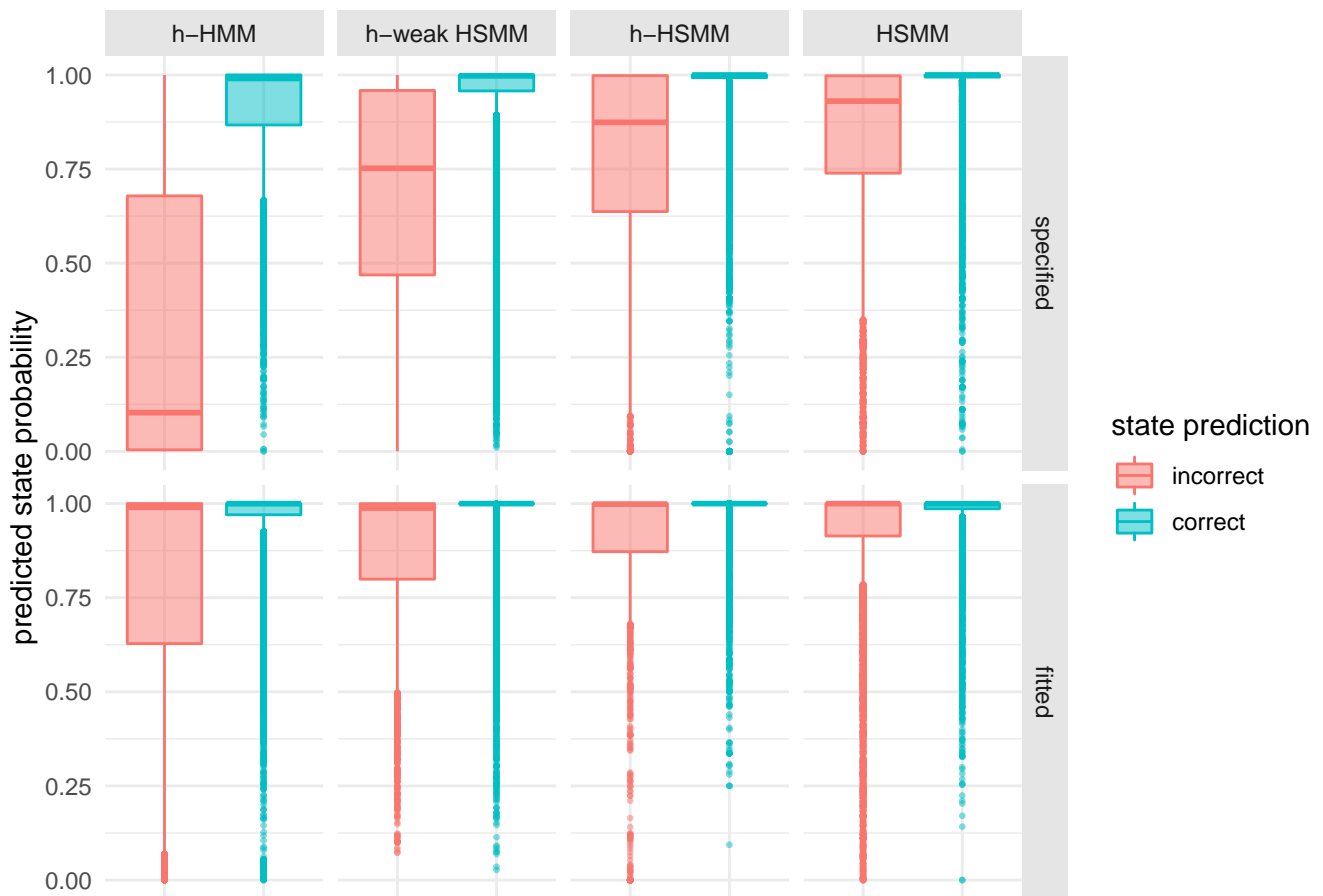 h−HMM
h−weak HSMM
h−HSMM
HSMM
predicted state probability
1.00
0.75
0.50
0.25
0.00
specified
1.00
0.75
0.50
0.25
0.00
fitted
state prediction
incorrect
correct